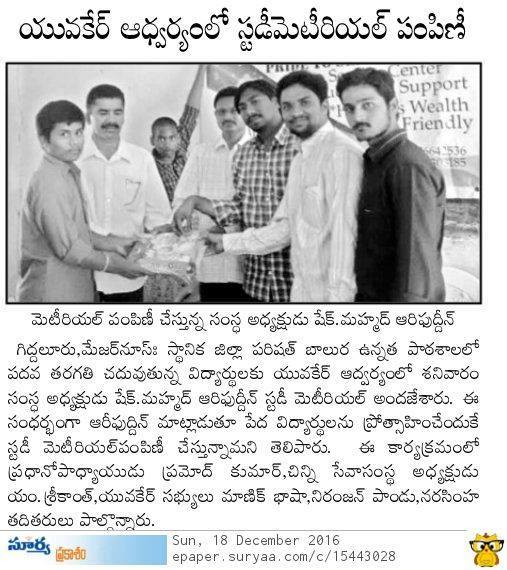 యువకేర్ ఆధ్వర్యంలో స్టడీమెటీరియల్ పంపిణీ
Center
Support
Wealth
Friendly
మెటీరియల్ పంపిణీ చేస్తున్న సంస్ధ అధ్యక్షుడు షేక్.మహ్మద్ ఆరిఫుద్దీన్
గిద్దలూరు,మేజర్‌న్యూస్: స్థానిక జిల్లా పరిషత్ బాలుర ఉన్నత పాఠశాలలో
పదవ తరగతి చదువుతున్న విద్యార్థులకు యువకేర్ ఆద్వర్యంలో శనివారం
సంస్ధ అధ్యక్షుడు షేక్.మహ్మద్ ఆరిఫుద్దీన్ స్టడీ మెటీరియల్ అందజేశారు. ఈ
సంధర్భంగా ఆరీఫుద్దిన్ మాట్లాడుతూ పేద విద్యార్థులను ప్రోత్సాహించేందుకే
స్టడీ మెటీరియల్‌పంపిణీ చేస్తున్నామని తెలిపారు. ఈ కార్యక్రమంలో
ప్రధానోపాధ్యాయుడు ప్రమోద్ కుమార్,చిన్ని సేవాసంస్థ అధ్యక్షుడు
యం.శ్రీకాంత్,యువకేర్ సభ్యులు మాణిక్ భాషా,నిరంజన్ పాండు,నరసింహ
తదితరులు పాల్గొన్నారు.
సూర్య ప్రకాశం
Sun, 18 December 2016
epaper.suryaa.com/c/15443028